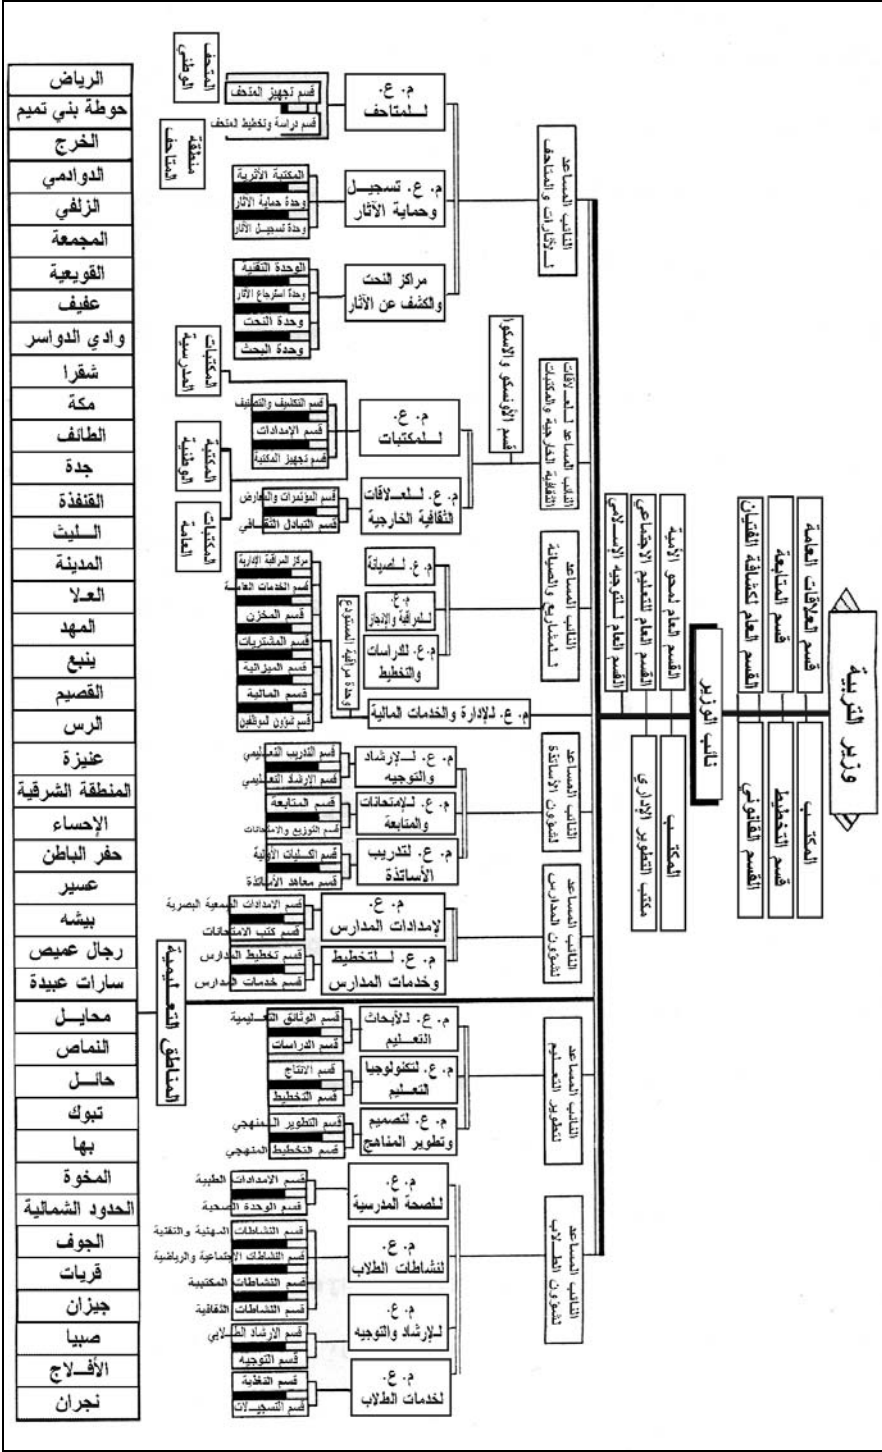 وزير التربية
قسم العلاقات العامة
قسم المتابعة
القسم العام لكشافة الفتيان
المكتـب
قسم التخطيط
القسم القانوني
نائب الوزير
القسم العام لمحو الأمية
القسم العام للتعليم الاجتماعي
القسم العام للتوجيه الإسلامي
المكتـب
مكتب التطوير الإداري
النائب المساعد
للآثارات والمتاحف
النائب المساعد للعلاقات
الثقافية الخارجية والمكتبات
النائب المساعد
للمشاريع والصيانة
النائب المساعد
لشؤون الأساتذة
النائب المساعد
لشؤون المدارس
النائب المساعد
لتطوير التعليم
النائب المساعد
لشؤون الطلاب
قسم الأونسكو والاسكوا
م. ع.
للمتاحف
م. ع. تسجيل
وحماية الآثار
مراكز النحت
والكشف عن الآثار
م. ع.
للمكتبات
م. ع. للعلاقات
الثقافية الخارجية
م. ع. للصيانة
م. ع.
للمراقبة والإنجاز
م. ع. للدراسات
والتخطيط
م. ع. للإدارة والخدمات المالية
م. ع. للإرشاد
والتوجيه
م. ع. للإمتحانات
والمتابعة
م. ع. لتدريب
الأساتذة
م. ع.
لإمدادات المدارس
م. ع. للتخطيط
وخدمات المدارس
م. ع. للأبحاث
التعليم
م. ع. لتكنولوجيا
التعليم
م. ع. لتصميم
وتطوير المناهج
م. ع.
للصحة المدرسية
م. ع.
لنشاطات الطلاب
م. ع.
للإرشاد والتوجيه
م. ع.
لخدمات الطلاب
قسم تجهيز المتحف
قسم دراسة وتخطيط المتحف
المكتبة الأثرية
وحدة حماية الآثار
وحدة تسجيل الآثار
الوحدة التقنية
وحدة استرجاع الآثار
وحدة النحت
وحدة البحث
قسم التكشيف والتصنيف
قسم الإمدادات
قسم تجهيز المكتبة
قسم المؤتمرات والمعارض
قسم التبادل الثقافي
مركز المراقبة الإدارية
قسم الخدمات العامة
قسم المخزن
قسم المشتريات
قسم الميزانية
قسم المالية
قسم شؤون الموظفين
وحدة مراقبة المستودع
قسم التدريب التعليمي
قسم الإرشاد التعليمي
قسم المتابعة
قسم التوزيع والامتحانات
قسم الكليات الأولية
قسم معاهد الأساتذة
قسم الامدادات السمعية البصرية
قسم كتب الامتحانات
قسم تخطيط المدارس
قسم خدمات المدارس
قسم الوثائق التعليمية
قسم الدراسات
قسم الانتاج
قسم التخطيط
قسم التطوير المنهجي
قسم التخطيط المنهجي
قسم الامدادات الطبية
قسم الوحدة الصحية
قسم النشاطات المهنية والتقنية
قسم النشاطات الاجتماعية والرياضية
قسم النشاطات المكتبية
قسم النشاطات الثقافية
قسم الارشاد الطلابي
قسم التوجيه
قسم التغذية
قسم التسجيلات
المتحف
الوطني
منطقة
المتاحف
المكتبات
المدرسية
المكتبة
الوطنية
المكتبات
العامة
المناطق التعليمية
الرياض
حوطة بني تميم
الخرج
الدوادمي
الزلفي
المجمعة
القويعية
عفيف
وادي الدواسر
شقرا
مكة
الطائف
جدة
القنفذة
الليث
المدينة
العلا
المهد
ينبع
القصيم
الرس
عنيزة
المنطقة الشرقية
الإحساء
حفر الباطن
عسير
بيشه
رجال عميص
سارات عبيدة
محايل
النماص
حائل
تبوك
بها
المخوة
الحدود الشمالية
الجوف
قريات
جيزان
صبيا
الأفلاج
نجران